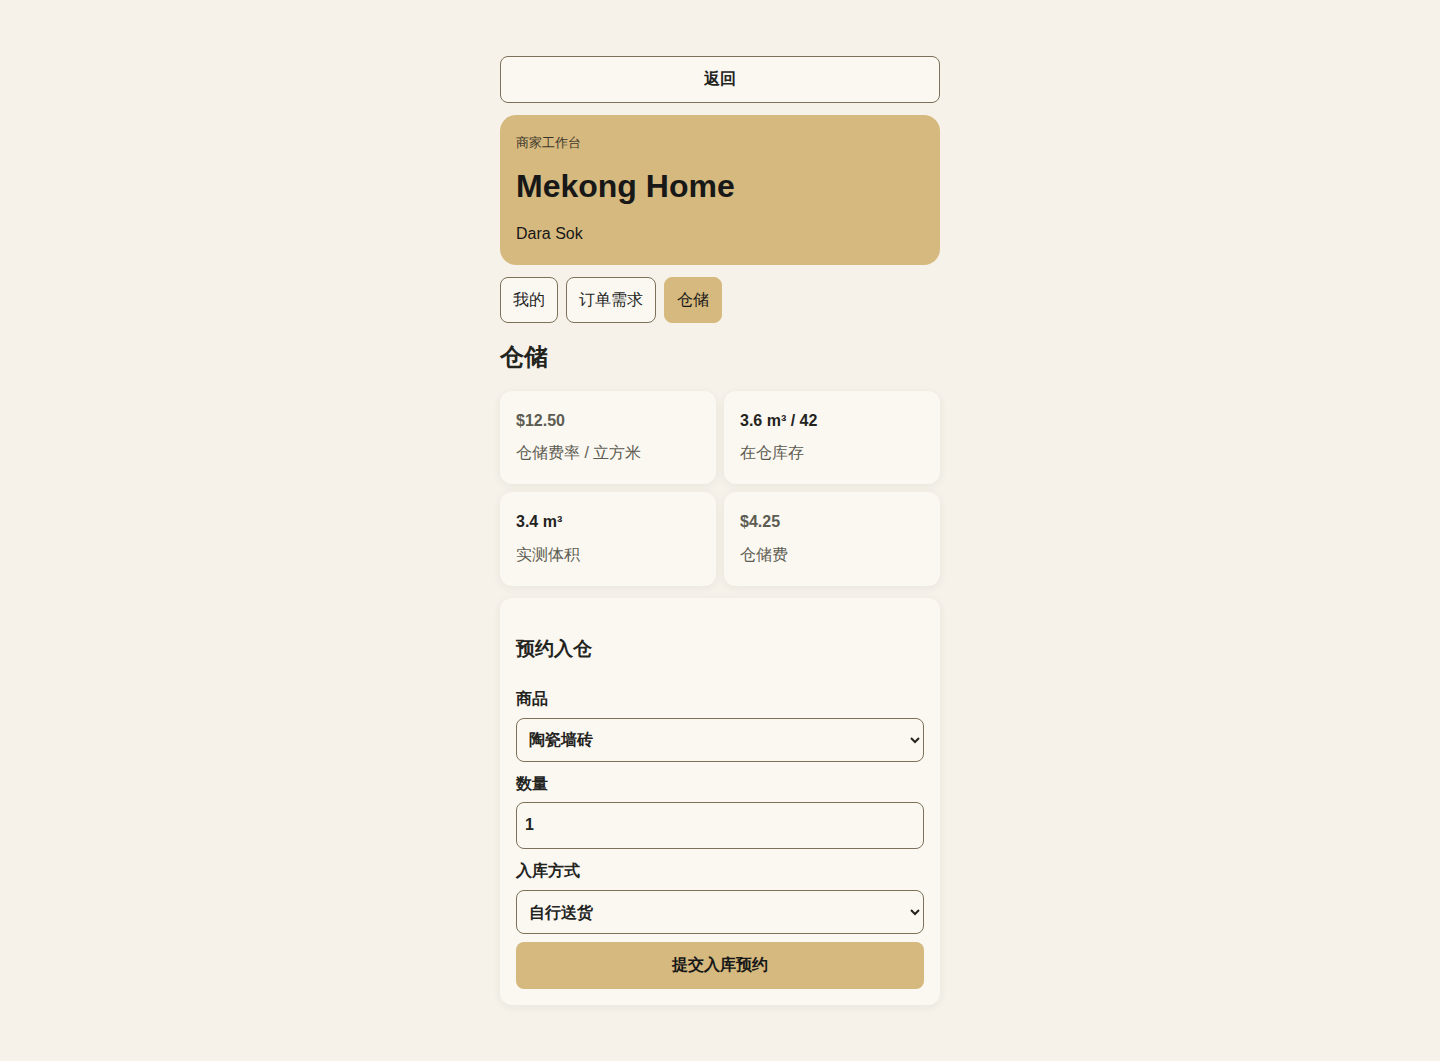 返回
商家工作台
Mekong Home
Dara Sok
我的
订单需求
仓储
仓储
$12.50
仓储费率 / 立方米
3.6 m³ / 42
在仓库存
3.4 m³
实测体积
$4.25
仓储费
预约入仓
商品
陶瓷墙砖
数量
1
入库方式
自行送货
提交入库预约